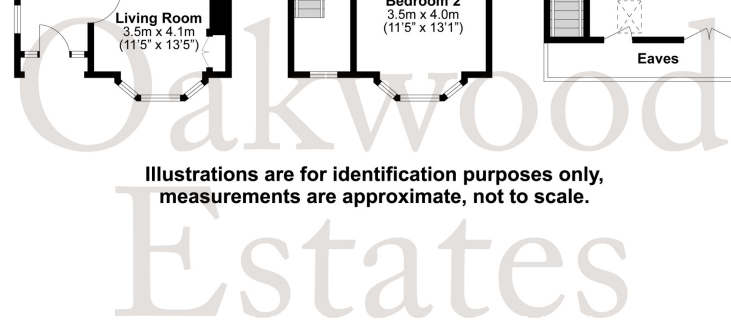 Living Room
3.5m x 4.1m
(11'5" x 13'5")
Bedroom 2
3.5m x 4.0m
(11'5" x 13'1")
Eaves
Oakwood
Illustrations are for identification purposes only,
measurements are approximate, not to scale.
Estates